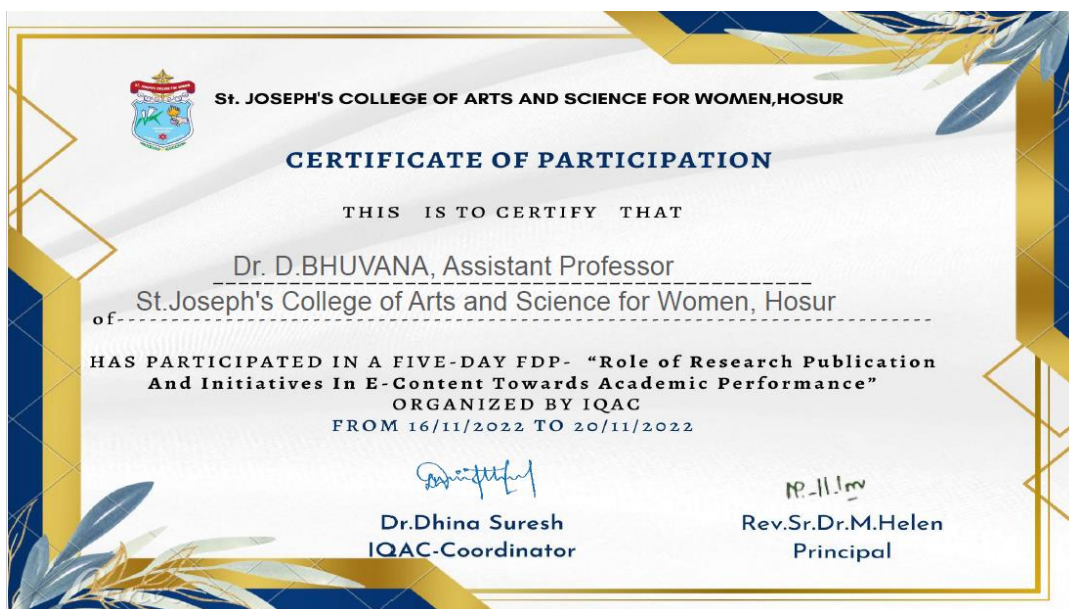 St. JOSEPH'S COLLEGE OF ARTS AND SCIENCE FOR WOMEN,HOSUR
CERTIFICATE OF PARTICIPATION
THIS IS TO CERTIFY THAT
Dr. D.BHUVANA, Assistant Professor
St.Joseph's College of Arts and Science for Women, Hosur
of
HAS PARTICIPATED IN A FIVE-DAY FDP- “Role of Research Publication
And Initiatives In E-Content Towards Academic Performance”
ORGANIZED BY IQAC
FROM 16/11/2022 TO 20/11/2022
Dr.Dhina Suresh
IQAC-Coordinator
Rev.Sr.Dr.M.Helen
Principal